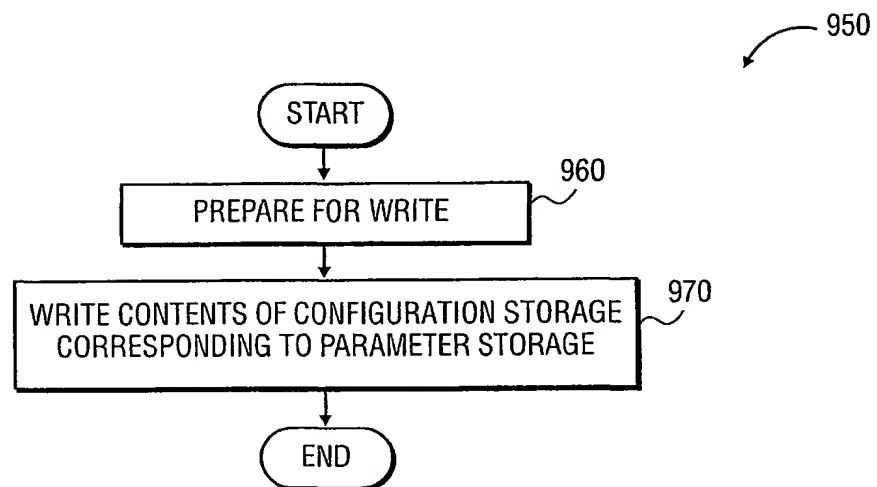 950
START
960
PREPARE FOR WRITE
970
WRITE CONTENTS OF CONFIGURATION STORAGE
CORRESPONDING TO PARAMETER STORAGE
END